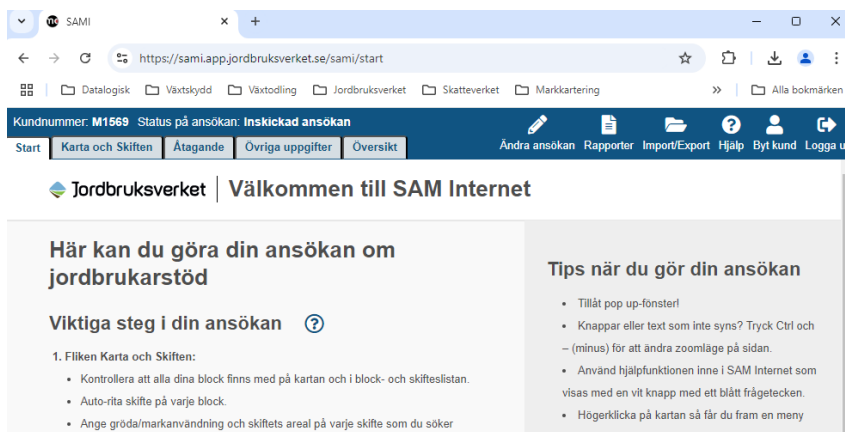 SAMI
https://sami.app.jordbruksverket.se/sami/start
Datalogisk Växtskydd Växtodling Jordbruksverket Skatteverket Markkartering » Alla bokmärken
Kundnummer: M1569 Status på ansökan: Inskickad ansökan
Ändra ansökan Rapporter Import/Export Hjälp Byt kund Logga u
Start Karta och Skiften Åtagande Övriga uppgifter Översikt
Jordbruksverket Välkommen till SAM Internet
Här kan du göra din ansökan om
jordbrukarstöd
Viktiga steg i din ansökan ?
1. Fliken Karta och Skiften:
• Kontrollera att alla dina block finns med på kartan och i block- och skifteslistan.
• Auto-rita skifte på varje block.
• Ange gröda/markanvändning och skiftets areal på varje skifte som du söker
Tips när du gör din ansökan
• Tillåt pop up-fönster!
• Knappar eller text som inte syns? Tryck Ctrl och
– (minus) för att ändra zoomläge på sidan.
• Använd hjälpfunktionen inne i SAM Internet som
visas med en vit knapp med ett blått frågetecken.
• Högerklicka på kartan så får du fram en meny